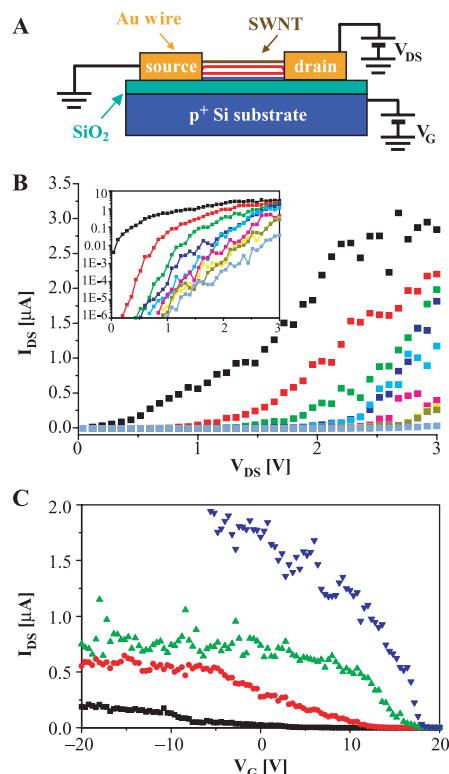 A
Au wire
SWNT
source
drain
V_DS
SiO₂
p⁺ Si substrate
V_G
B
I_DS [μA]
3.5
3.0
2.5
2.0
1.5
1.0
0.5
0.0
1
0.1
0.01
1E-3
1E-4
1E-5
1E-6
0 1 2 3
0 1 2 3
V_DS [V]
C
I_DS [μA]
2.0
1.5
1.0
0.5
0.0
−20 −10 0 10 20
V_G [V]